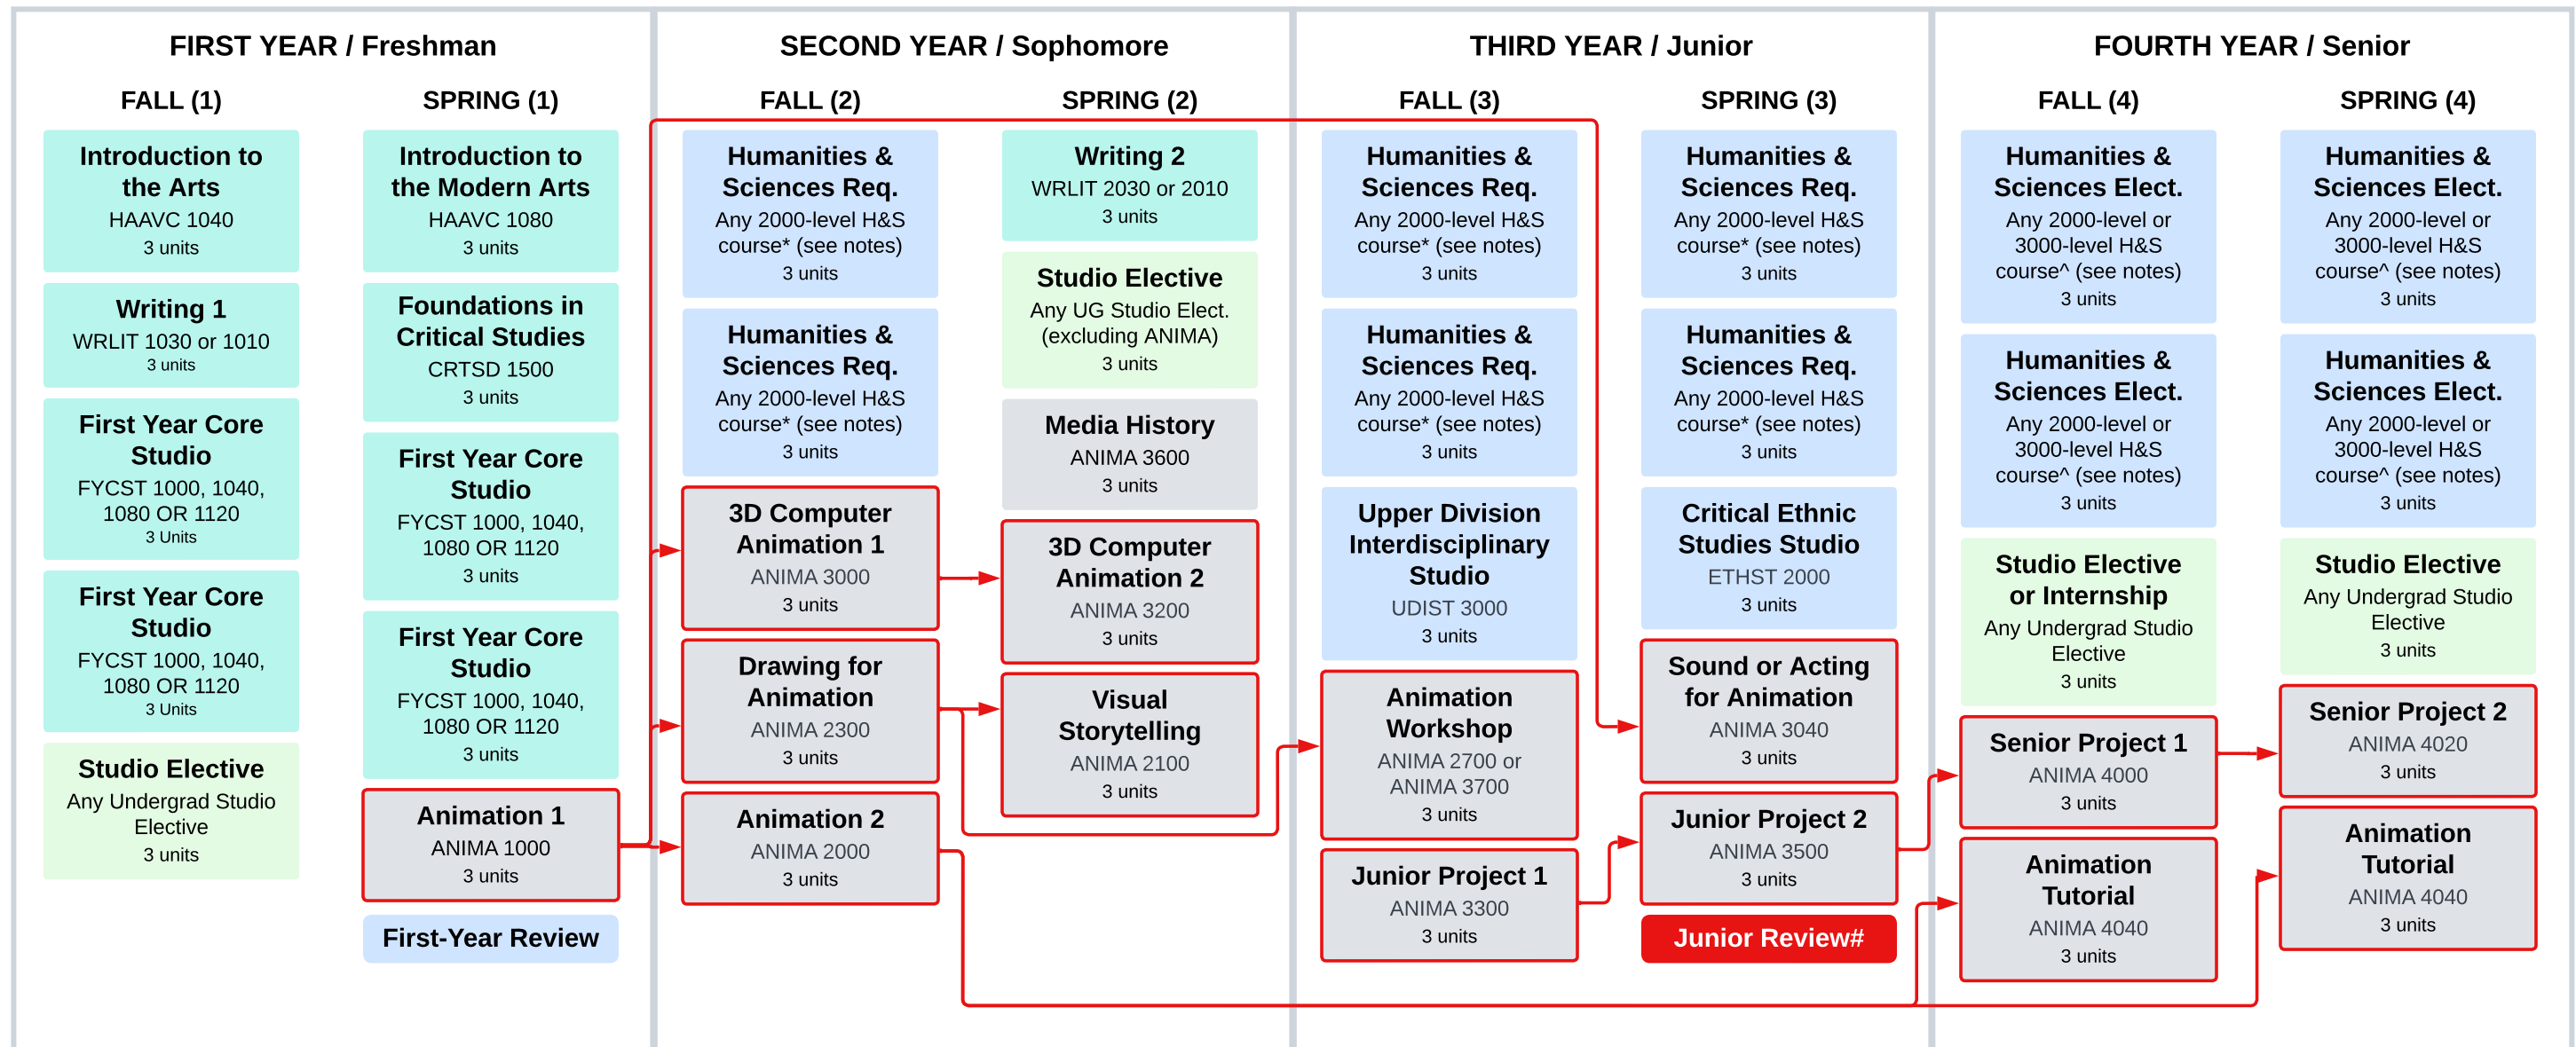 FIRST YEAR / Freshman
FALL (1)
Introduction to
the Arts
HAAVC 1040
3 units
Writing 1
WRLIT 1030 or 1010
3 units
First Year Core
Studio
FYCST 1000, 1040,
1080 OR 1120
3 Units
First Year Core
Studio
FYCST 1000, 1040,
1080 OR 1120
3 Units
Studio Elective
Any Undergrad Studio
Elective
3 units
SPRING (1)
Introduction to
the Modern Arts
HAAVC 1080
3 units
Foundations in
Critical Studies
CRTSD 1500
3 units
First Year Core
Studio
FYCST 1000, 1040,
1080 OR 1120
3 units
First Year Core
Studio
FYCST 1000, 1040,
1080 OR 1120
3 units
Animation 1
ANIMA 1000
3 units
First-Year Review
SECOND YEAR / Sophomore
FALL (2)
Humanities &
Sciences Req.
Any 2000-level H&S
course* (see notes)
3 units
Humanities &
Sciences Req.
Any 2000-level H&S
course* (see notes)
3 units
3D Computer
Animation 1
ANIMA 3000
3 units
Drawing for
Animation
ANIMA 2300
3 units
Animation 2
ANIMA 2000
3 units
SPRING (2)
Writing 2
WRLIT 2030 or 2010
3 units
Studio Elective
Any UG Studio Elect.
(excluding ANIMA)
3 units
Media History
ANIMA 3600
3 units
3D Computer
Animation 2
ANIMA 3200
3 units
Visual
Storytelling
ANIMA 2100
3 units
THIRD YEAR / Junior
FALL (3)
Humanities &
Sciences Req.
Any 2000-level H&S
course* (see notes)
3 units
Humanities &
Sciences Req.
Any 2000-level H&S
course* (see notes)
3 units
Upper Division
Interdisciplinary
Studio
UDIST 3000
3 units
Animation
Workshop
ANIMA 2700 or
ANIMA 3700
3 units
Junior Project 1
ANIMA 3300
3 units
SPRING (3)
Humanities &
Sciences Req.
Any 2000-level H&S
course* (see notes)
3 units
Humanities &
Sciences Req.
Any 2000-level H&S
course* (see notes)
3 units
Critical Ethnic
Studies Studio
ETHST 2000
3 units
Sound or Acting
for Animation
ANIMA 3040
3 units
Junior Project 2
ANIMA 3500
3 units
Junior Review#
FOURTH YEAR / Senior
FALL (4)
Humanities &
Sciences Elect.
Any 2000-level or
3000-level H&S
course^ (see notes)
3 units
Humanities &
Sciences Elect.
Any 2000-level or
3000-level H&S
course^ (see notes)
3 units
Studio Elective
or Internship
Any Undergrad Studio
Elective
3 units
Senior Project 1
ANIMA 4000
3 units
Animation
Tutorial
ANIMA 4040
3 units
SPRING (4)
Humanities &
Sciences Elect.
Any 2000-level or
3000-level H&S
course^ (see notes)
3 units
Humanities &
Sciences Elect.
Any 2000-level or
3000-level H&S
course^ (see notes)
3 units
Studio Elective
Any Undergrad Studio
Elective
3 units
Senior Project 2
ANIMA 4020
3 units
Animation
Tutorial
ANIMA 4040
3 units